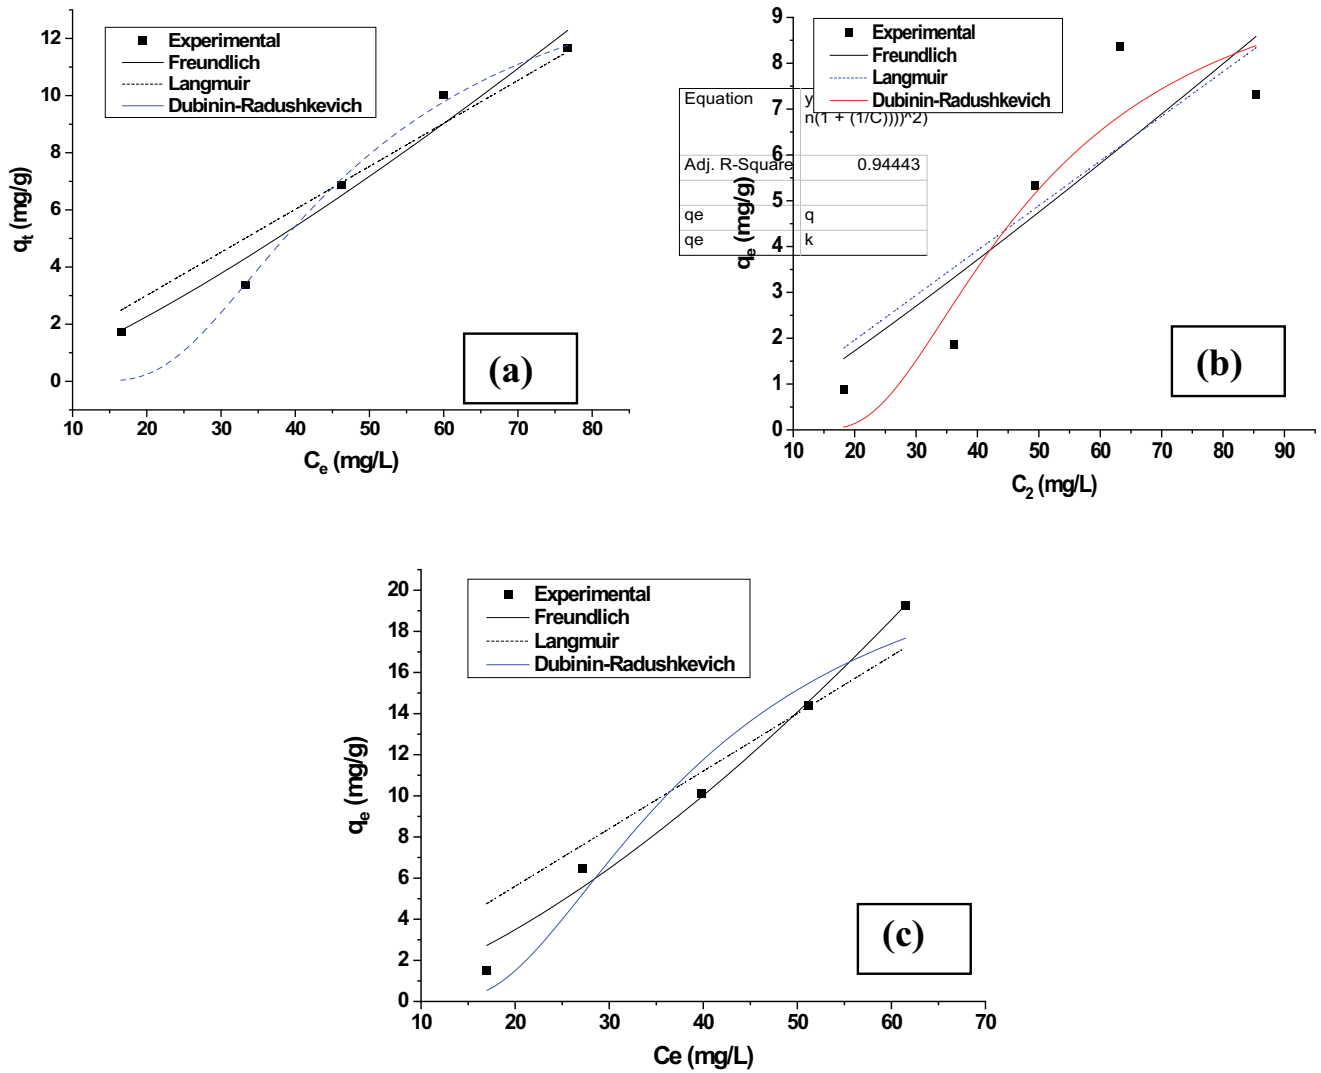 Experimental
Freundlich
Langmuir
Dubinin-Radushkevich
12
10
8
6
4
2
0
qt (mg/g)
(a)
10 20 30 40 50 60 70 80
Ce (mg/L)
Experimental
Freundlich
Langmuir
Dubinin-Radushkevich
Equation y
n(1 + (1/C))))^2)
Adj. R-Square 0.94443
qe q
qe k
9
8
7
6
5
4
3
2
1
0
qe (mg/g)
(b)
10 20 30 40 50 60 70 80 90
C2 (mg/L)
Experimental
Freundlich
Langmuir
Dubinin-Radushkevich
20
18
16
14
12
10
8
6
4
2
0
qe (mg/g)
(c)
10 20 30 40 50 60 70
Ce (mg/L)